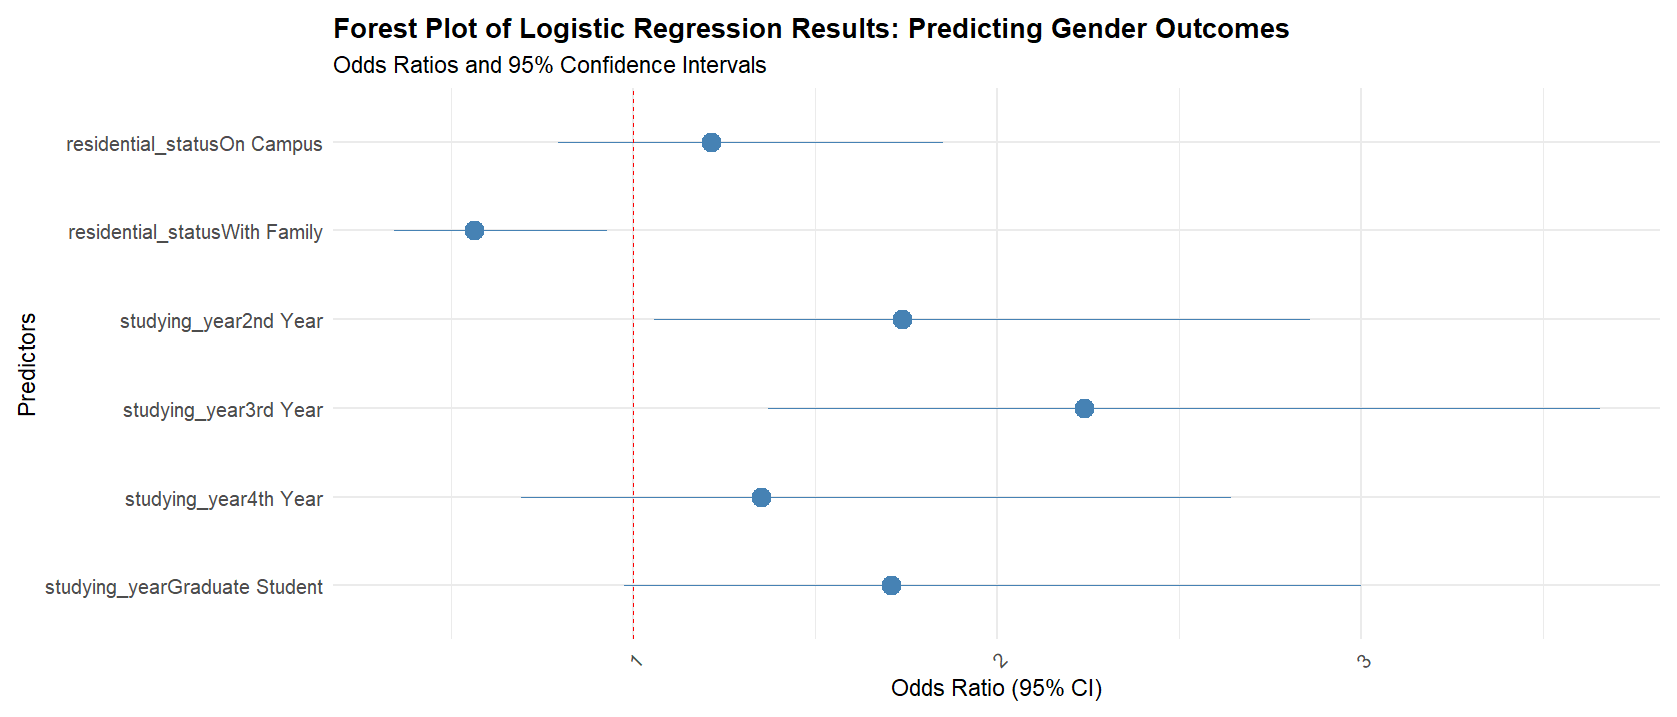 Forest Plot of Logistic Regression Results: Predicting Gender Outcomes
Odds Ratios and 95% Confidence Intervals
Predictors
residential_statusOn Campus
residential_statusWith Family
studying_year2nd Year
studying_year3rd Year
studying_year4th Year
studying_yearGraduate Student
1 2 3
Odds Ratio (95% CI)